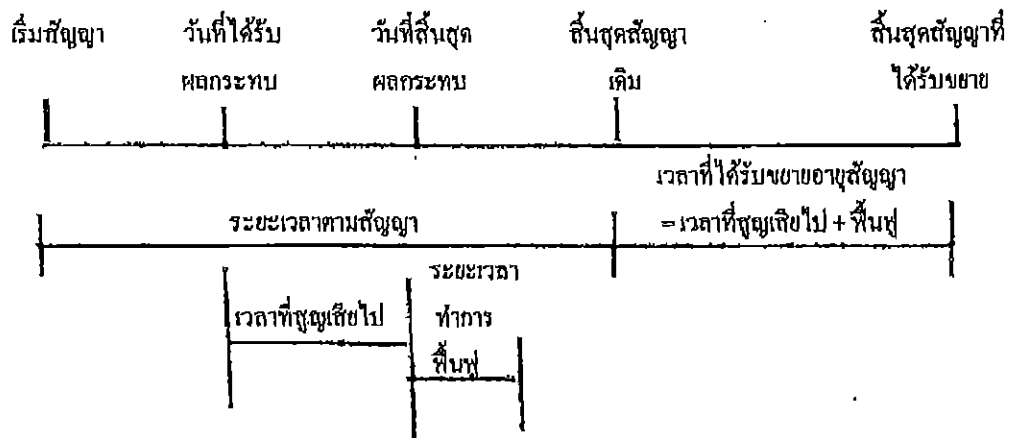 เริ่มสัญญา วันที่ได้รับ วันที่สิ้นสุด สิ้นสุดสัญญา สิ้นสุดสัญญาที่
ผลกระทบ ผลกระทบ เดิม ได้รับขยาย
เวลาที่ได้รับขยายอายุสัญญา
ระยะเวลาตามสัญญา =เวลาที่สูญเสียไป + ฟื้นฟู
ระยะเวลา
เวลาที่สูญเสียไป ทำการ
ฟื้นฟู